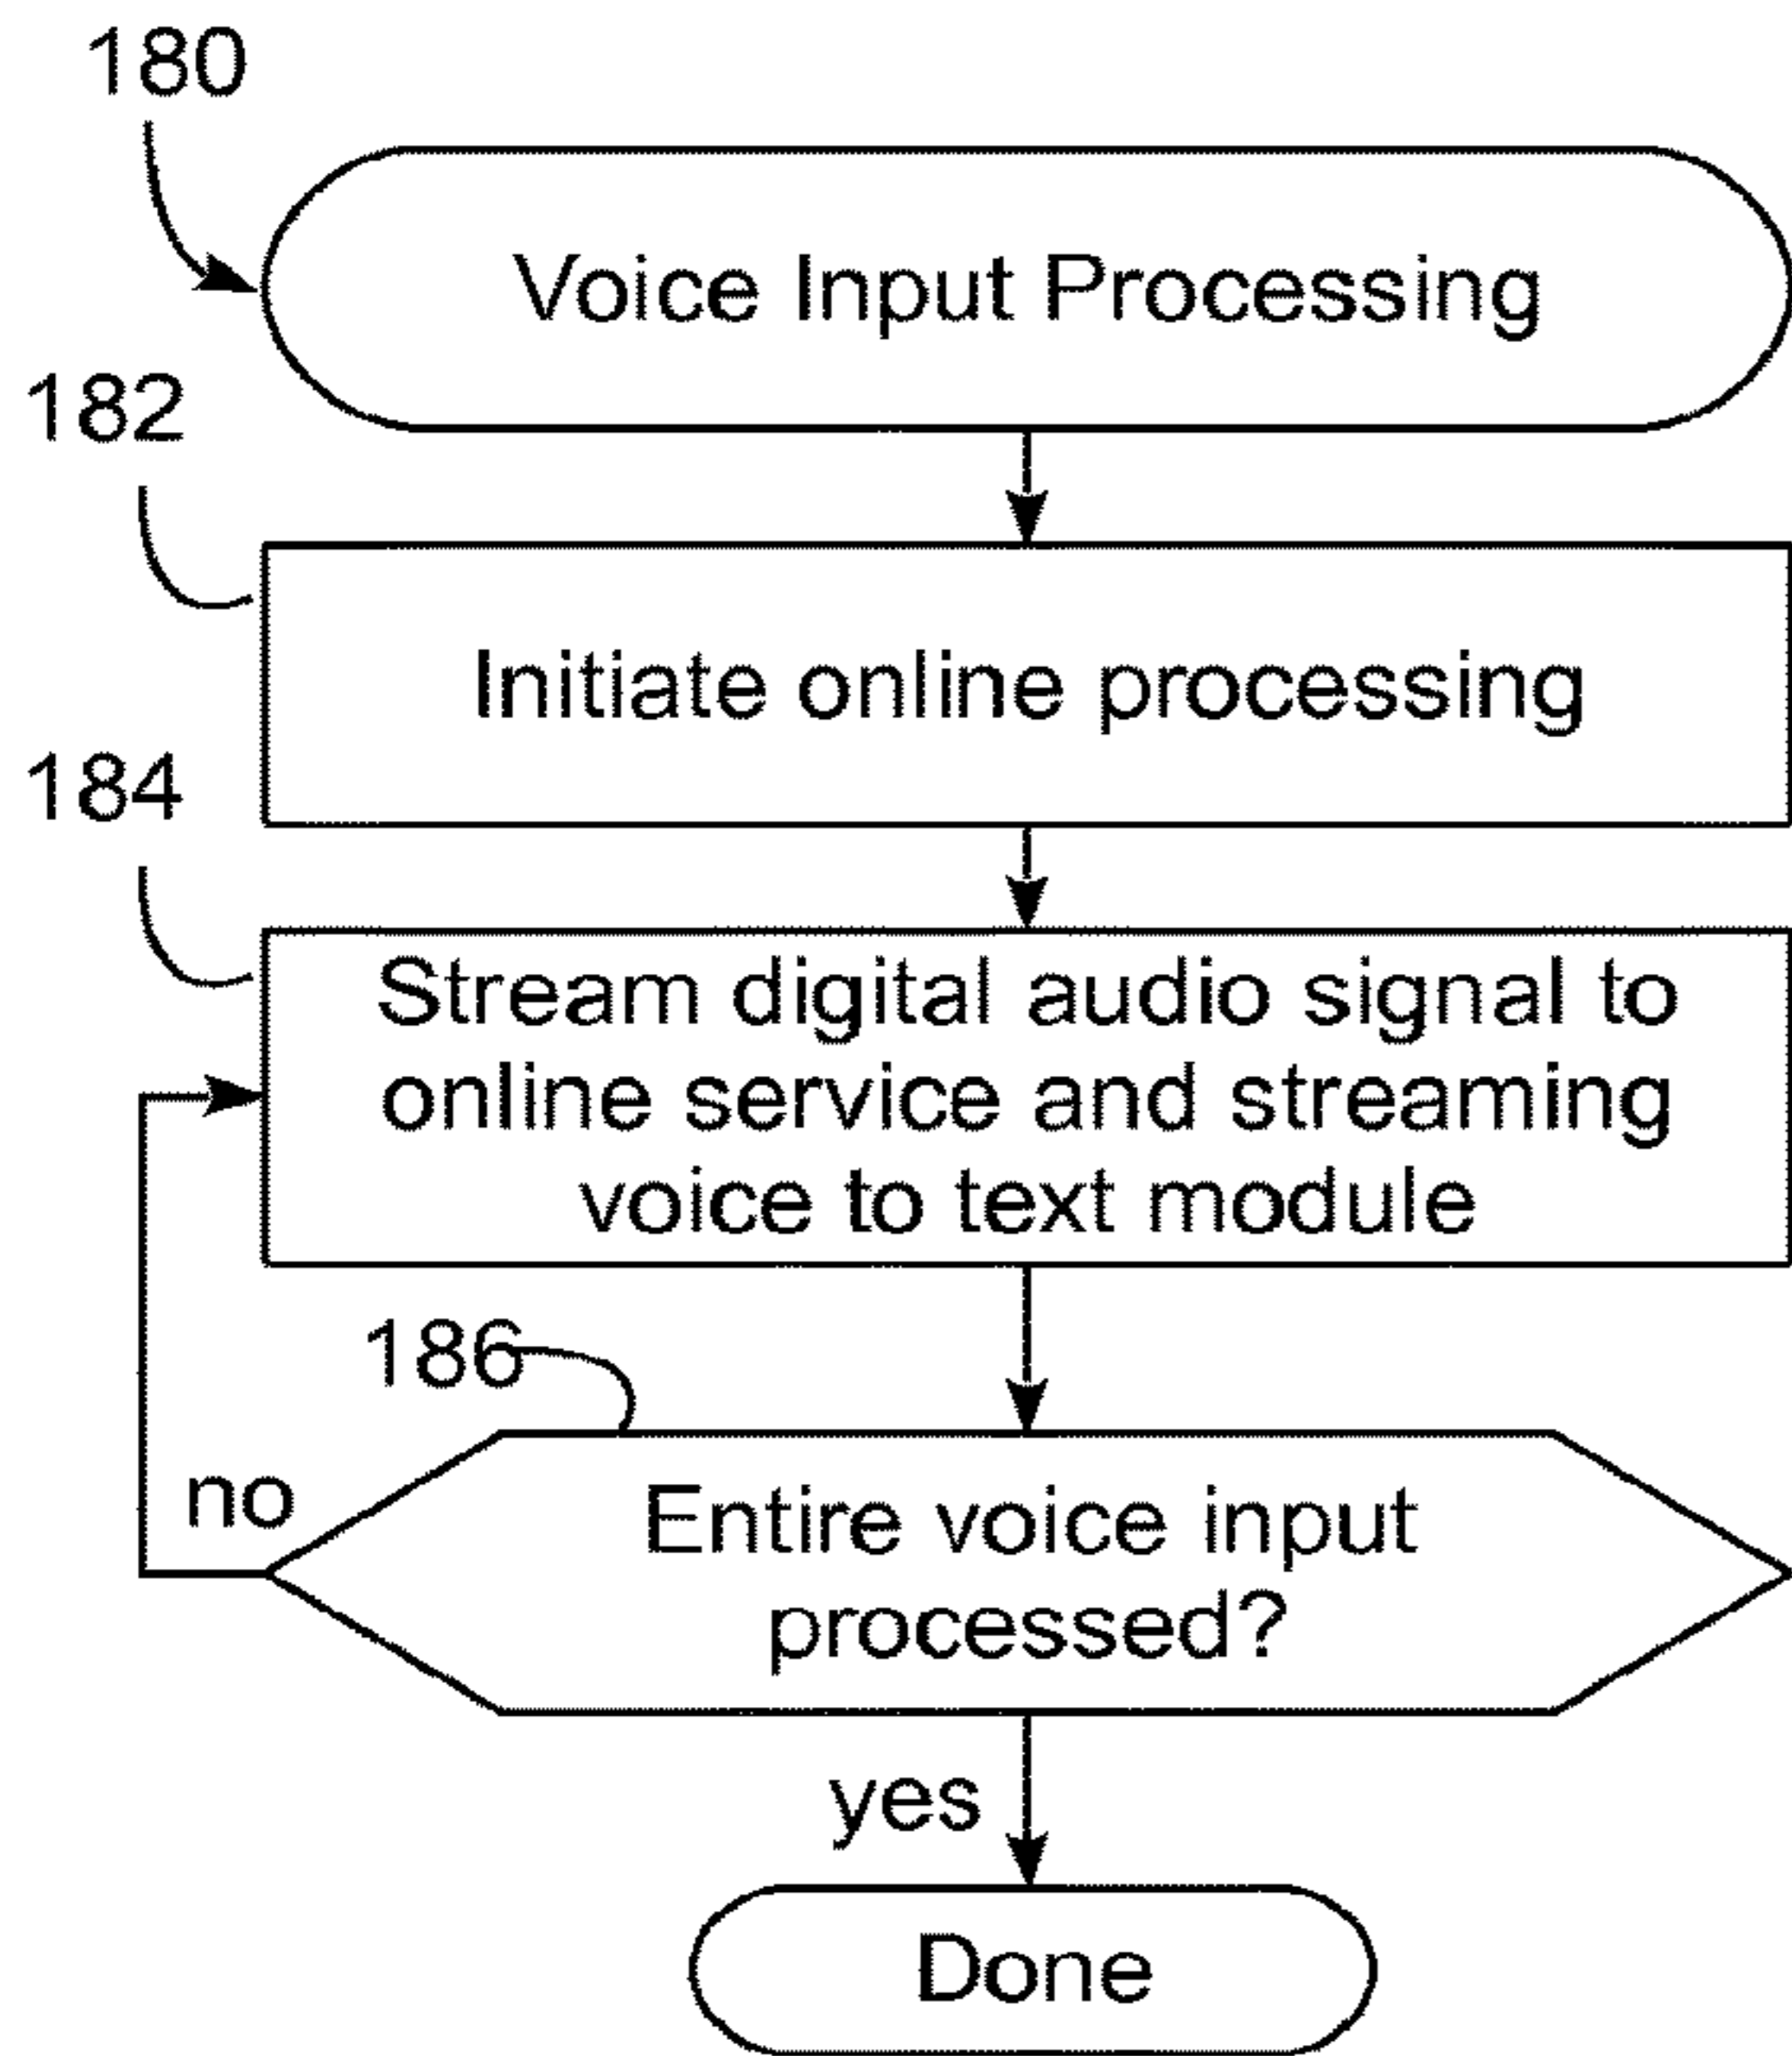 180
Voice Input Processing
182
Initiate online processing
184
Stream digital audio signal to
online service and streaming
voice to text module
186
no
Entire voice input
processed?
yes
Done